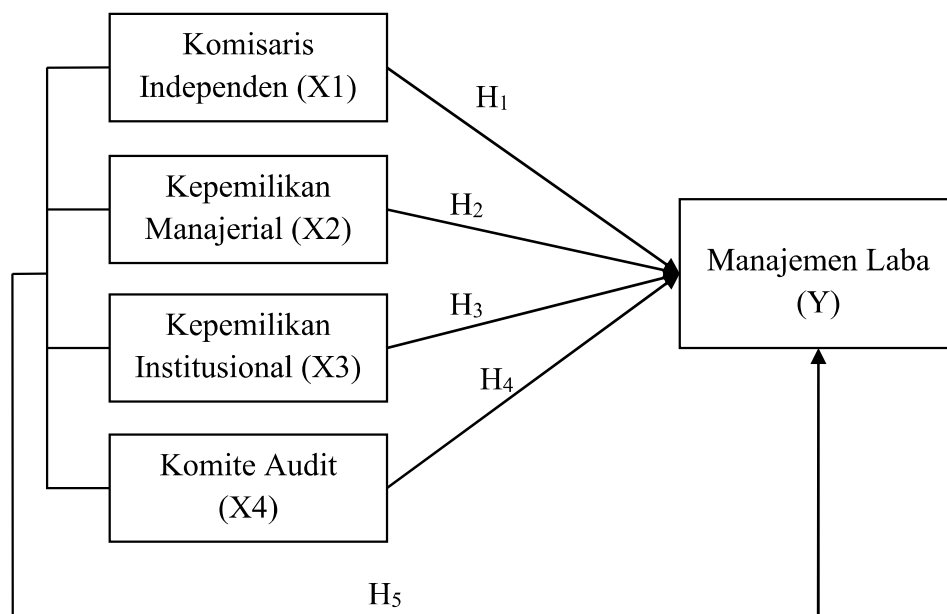 Komisaris
Independen (X1)
H1
Kepemilikan
Manajerial (X2)
H2
Manajemen Laba
(Y)
Kepemilikan
Institusional (X3)
H3
H4
Komite Audit
(X4)
H5